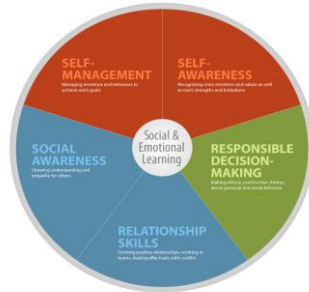 SELF-
MANAGEMENT
Managing emotions and behaviors to
achieve one's goals
SELF-
AWARENESS
Recognizing one's emotions and values as well
as one's strengths and limitations
SOCIAL
AWARENESS
Showing understanding and
empathy for others
Social &
Emotional
Learning
RESPONSIBLE
DECISION-
MAKING
Making ethical, constructive choices
about personal and social behavior
RELATIONSHIP
SKILLS
Forming positive relationships, working in
teams, dealing effectively with conflict